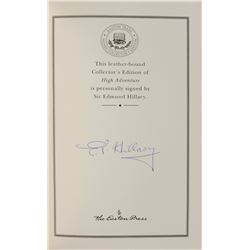 This leather-bound
Collector's Edition of
High Adventure
is personally signed by
Sir Edmund Hillary.
E. P. Hillary
The Easton Press